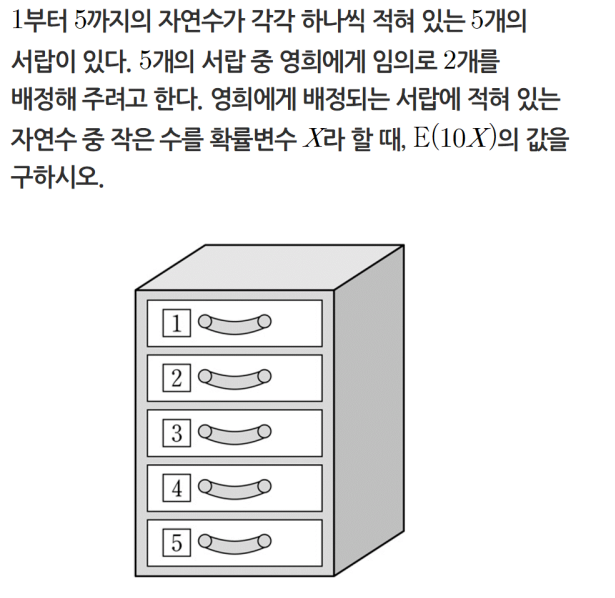 1부터 5까지의 자연수가 각각 하나씩 적혀 있는 5개의
서랍이 있다. 5개의 서랍 중 영희에게 임의로 2개를
배정해 주려고 한다. 영희에게 배정되는 서랍에 적혀 있는
자연수 중 작은 수를 확률변수 X라 할 때, E(10X)의 값을
구하시오.
1
2
3
4
5